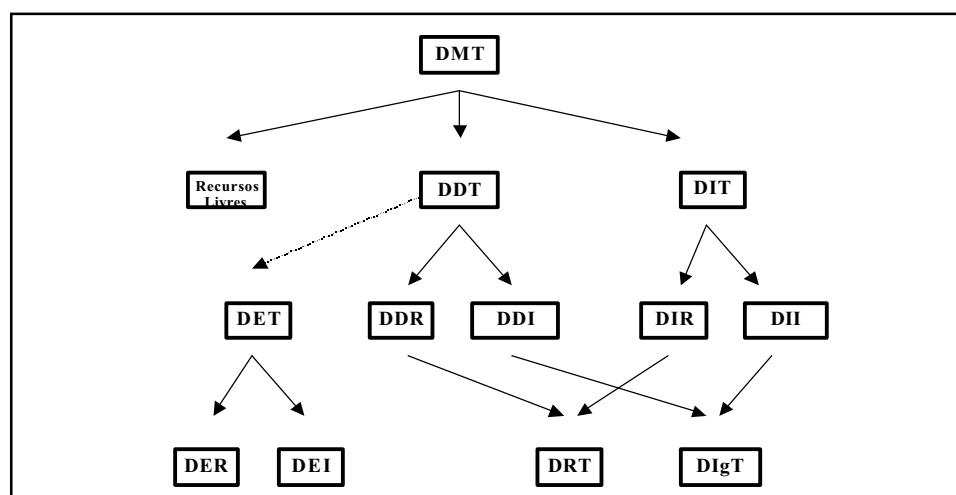 DMT
Recursos
Livres
DDT
DIT
DET
DDR
DDI
DIR
DII
DER
DEI
DRT
DIgT